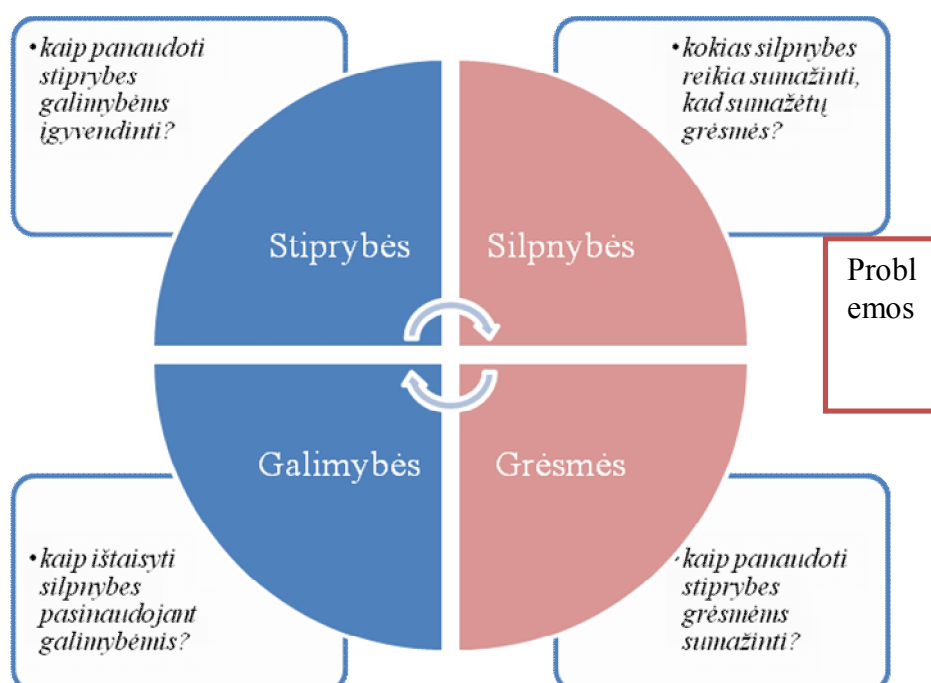 •kaip panaudoti
stiprybes
galimybėms
įgyvendinti?
•kokias silpnybes
reikia sumažinti,
kad sumažėtų
grėsmės?
Stiprybės
Silpnybės
Probl
emos
Galimybės
Grėsmės
•kaip ištaisyti
silpnybes
pasinaudojant
galimybėmis?
•kaip panaudoti
stiprybes
grėsmėms
sumažinti?